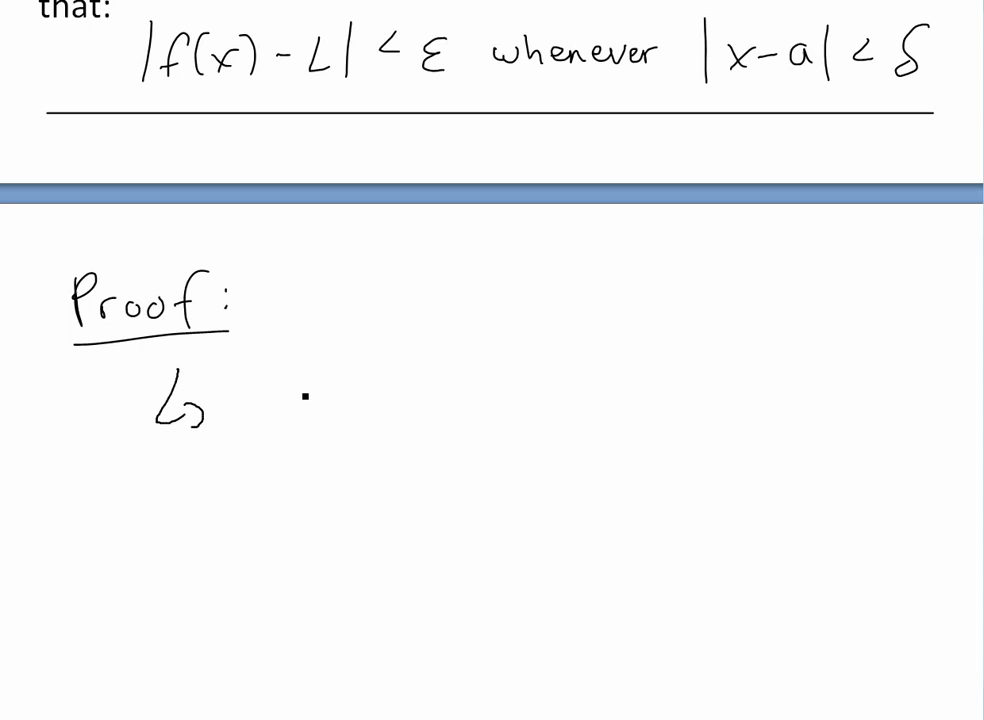 that:
|f(x) - L| < ε whenever |x-a| < δ
Proof: